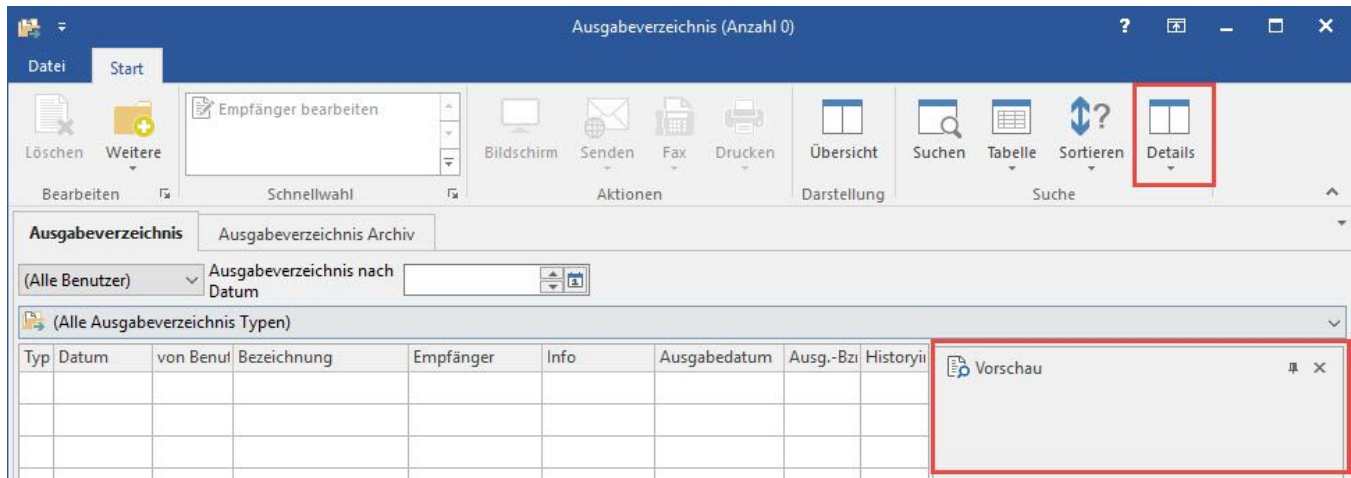 Ausgabeverzeichnis (Anzahl 0)
Datei Start
Empfänger bearbeiten
Löschen Weitere Bildschirm Senden Fax Drucken Übersicht Suchen Tabelle Sortieren Details
Bearbeiten Schnellwahl Aktionen Darstellung Suche
Ausgabeverzeichnis Ausgabeverzeichnis Archiv
(Alle Benutzer) Ausgabeverzeichnis nach
Datum
(Alle Ausgabeverzeichnis Typen)
Typ Datum von Benut Bezeichnung Empfänger Info Ausgabedatum Ausg.-Bz Historyi
Vorschau